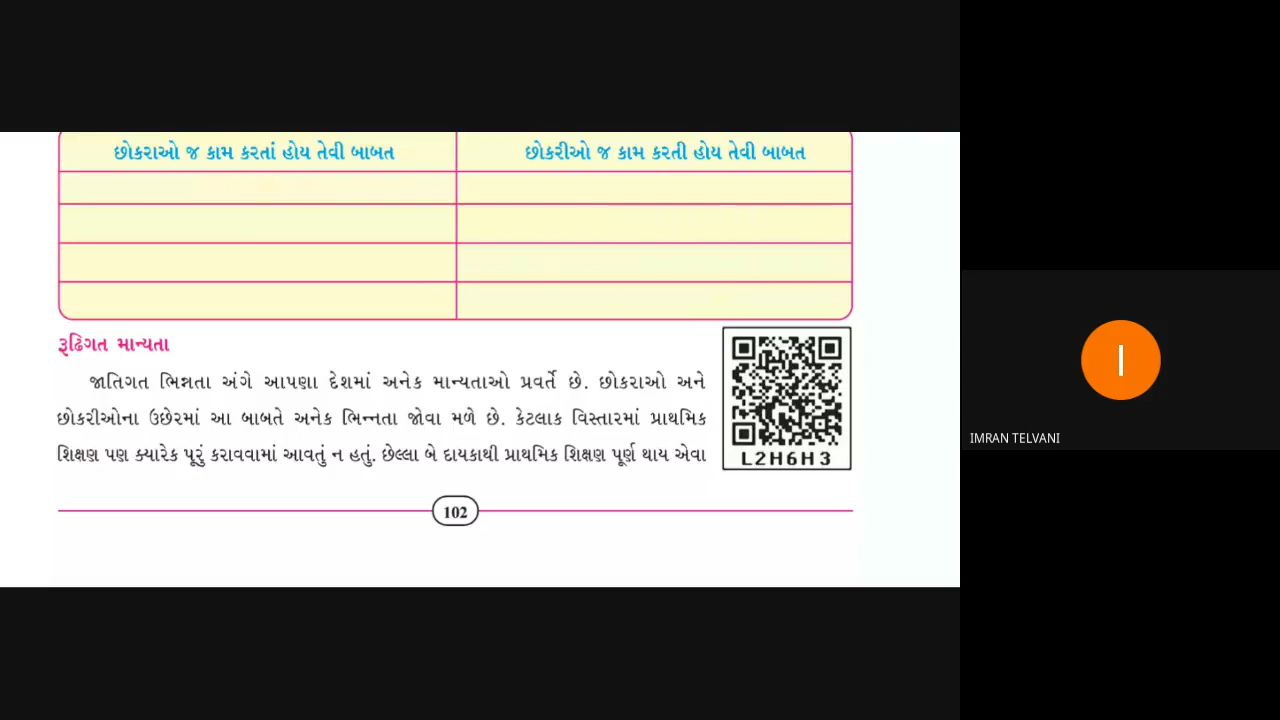 છોકરાઓ જ કામ કરતાં હોય તેવી બાબત
છોકરીઓ જ કામ કરતી હોય તેવી બાબત
રૂઢિગત માન્યતા
જાતિગત ભિન્નતા અંગે આપણા દેશમાં અનેક માન્યતાઓ પ્રવર્તે છે. છોકરાઓ અને
છોકરીઓના ઉછેરમાં આ બાબતે અનેક ભિન્નતા જોવા મળે છે. કેટલાક વિસ્તારમાં પ્રાથમિક
શિક્ષણ પણ ક્યારેક પૂરું કરાવવામાં આવતું ન હતું. છેલ્લા બે દાયકાથી પ્રાથમિક શિક્ષણ પૂર્ણ થાય એવા
L2H6H3
102
I
IMRAN TELVANI